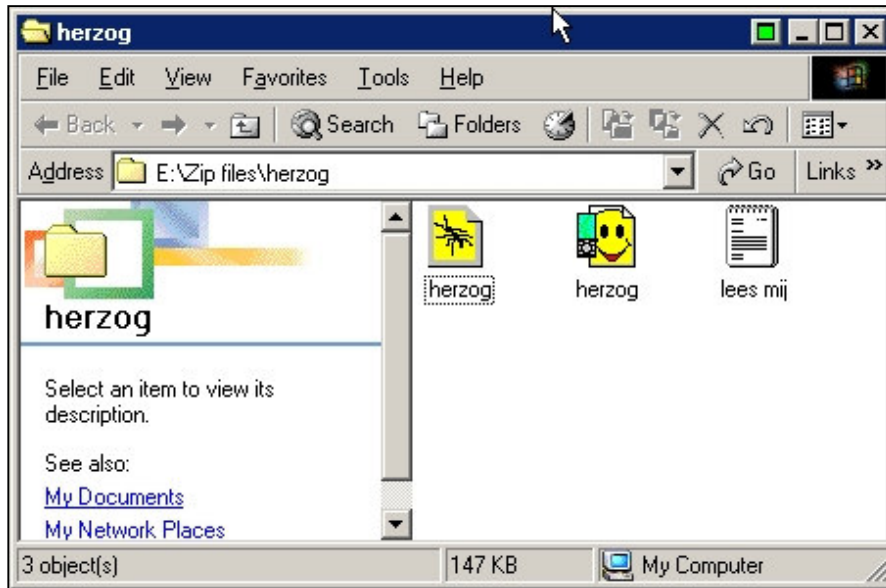 herzog
File Edit View Favorites Tools Help
Back Search Folders
Address E:\Zip files\herzog Go Links »
herzog herzog lees mij
herzog
Select an item to view its
description.
See also:
My Documents
My Network Places
3 object(s) 147 KB My Computer